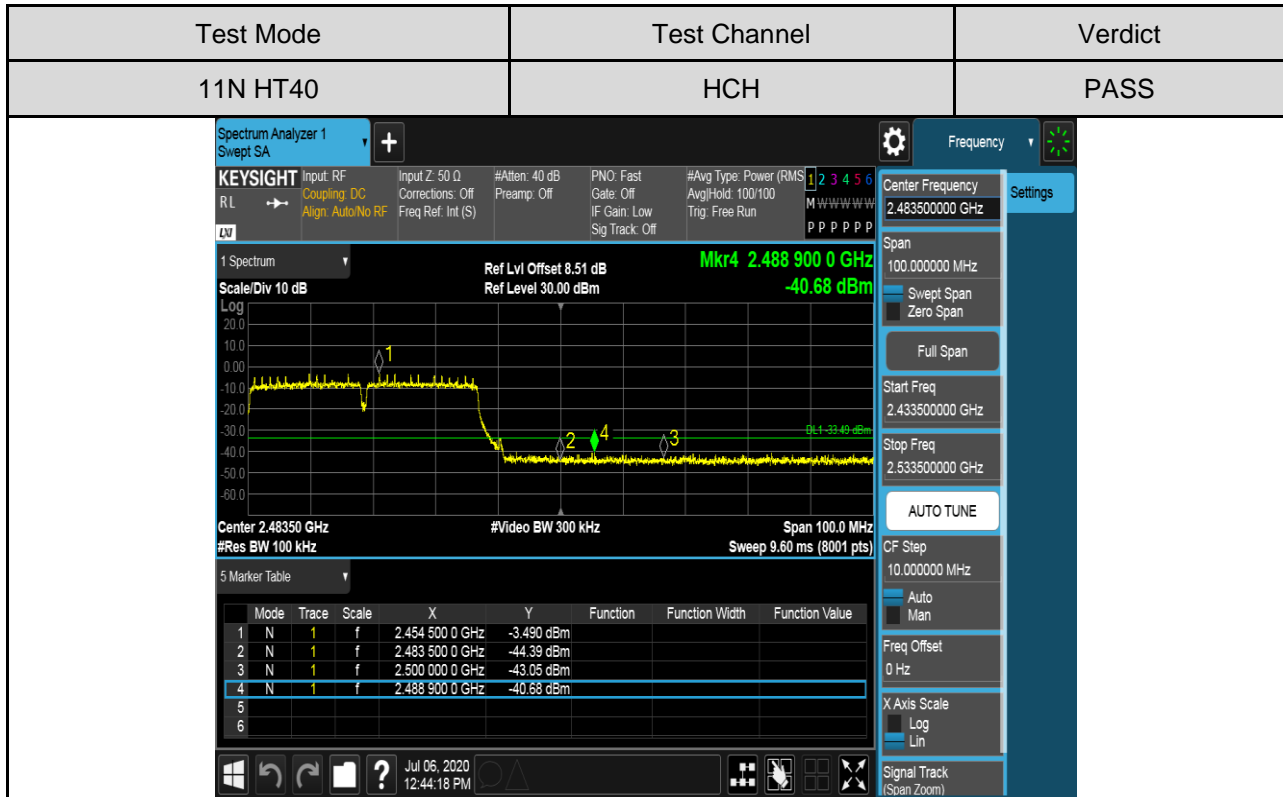 Test Mode Test Channel Verdict
11N HT40 HCH PASS
Spectrum Analyzer 1
Swept SA
+
Frequency
KEYSIGHT Input: RF Input Z: 50 Ω #Atten: 40 dB PNO: Fast #Avg Type: Power (RMS 1 2 3 4 5 6
RL Coupling: DC Corrections: Off Preamp: Off Gate: Off Avg|Hold: 100/100 M W W W W W
Align: Auto/No RF Freq Ref: Int (S) IF Gain: Low Trig: Free Run
LXI Sig Track: Off P P P P P P
1 Spectrum Ref Lvl Offset 8.51 dB Mkr4 2.488 900 0 GHz
Scale/Div 10 dB Ref Level 30.00 dBm -40.68 dBm
Log
20.0
10.0
0.00
-10.0
-20.0
-30.0
-40.0
-50.0
-60.0
1
2
4
3
DL1 -33.49 dBm
Center 2.48350 GHz #Video BW 300 kHz Span 100.0 MHz
#Res BW 100 kHz Sweep 9.60 ms (8001 pts)
5 Marker Table
Mode Trace Scale X Y Function Function Width Function Value
1 N 1 f 2.454 500 0 GHz -3.490 dBm
2 N 1 f 2.483 500 0 GHz -44.39 dBm
3 N 1 f 2.500 000 0 GHz -43.05 dBm
4 N 1 f 2.488 900 0 GHz -40.68 dBm
5
6
?
Jul 06, 2020
12:44:18 PM
Center Frequency
2.483500000 GHz
Settings
Span
100.000000 MHz
Swept Span
Zero Span
Full Span
Start Freq
2.433500000 GHz
Stop Freq
2.533500000 GHz
AUTO TUNE
CF Step
10.000000 MHz
Auto
Man
Freq Offset
0 Hz
X Axis Scale
Log
Lin
Signal Track
(Span Zoom)